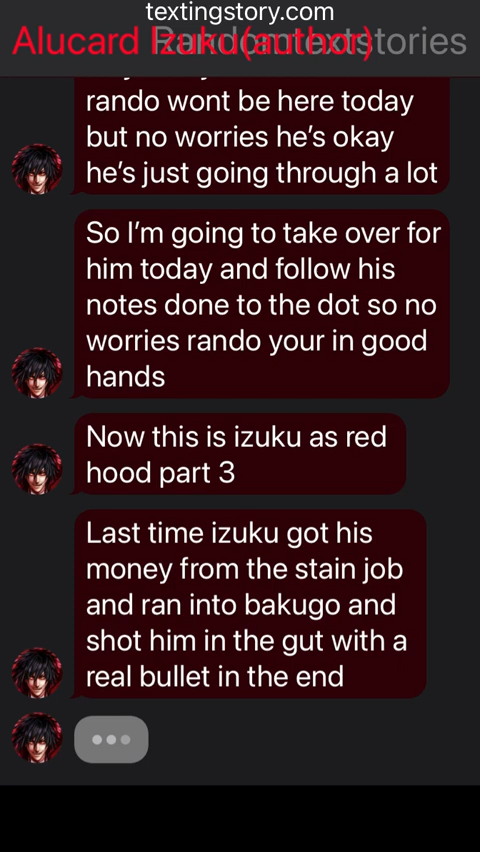 textingstory.com
Alucard Izuku(author)
Randomtextstories
rando wont be here today
but no worries he's okay
he's just going through a lot
So I'm going to take over for
him today and follow his
notes done to the dot so no
worries rando your in good
hands
Now this is izuku as red
hood part 3
Last time izuku got his
money from the stain job
and ran into bakugo and
shot him in the gut with a
real bullet in the end